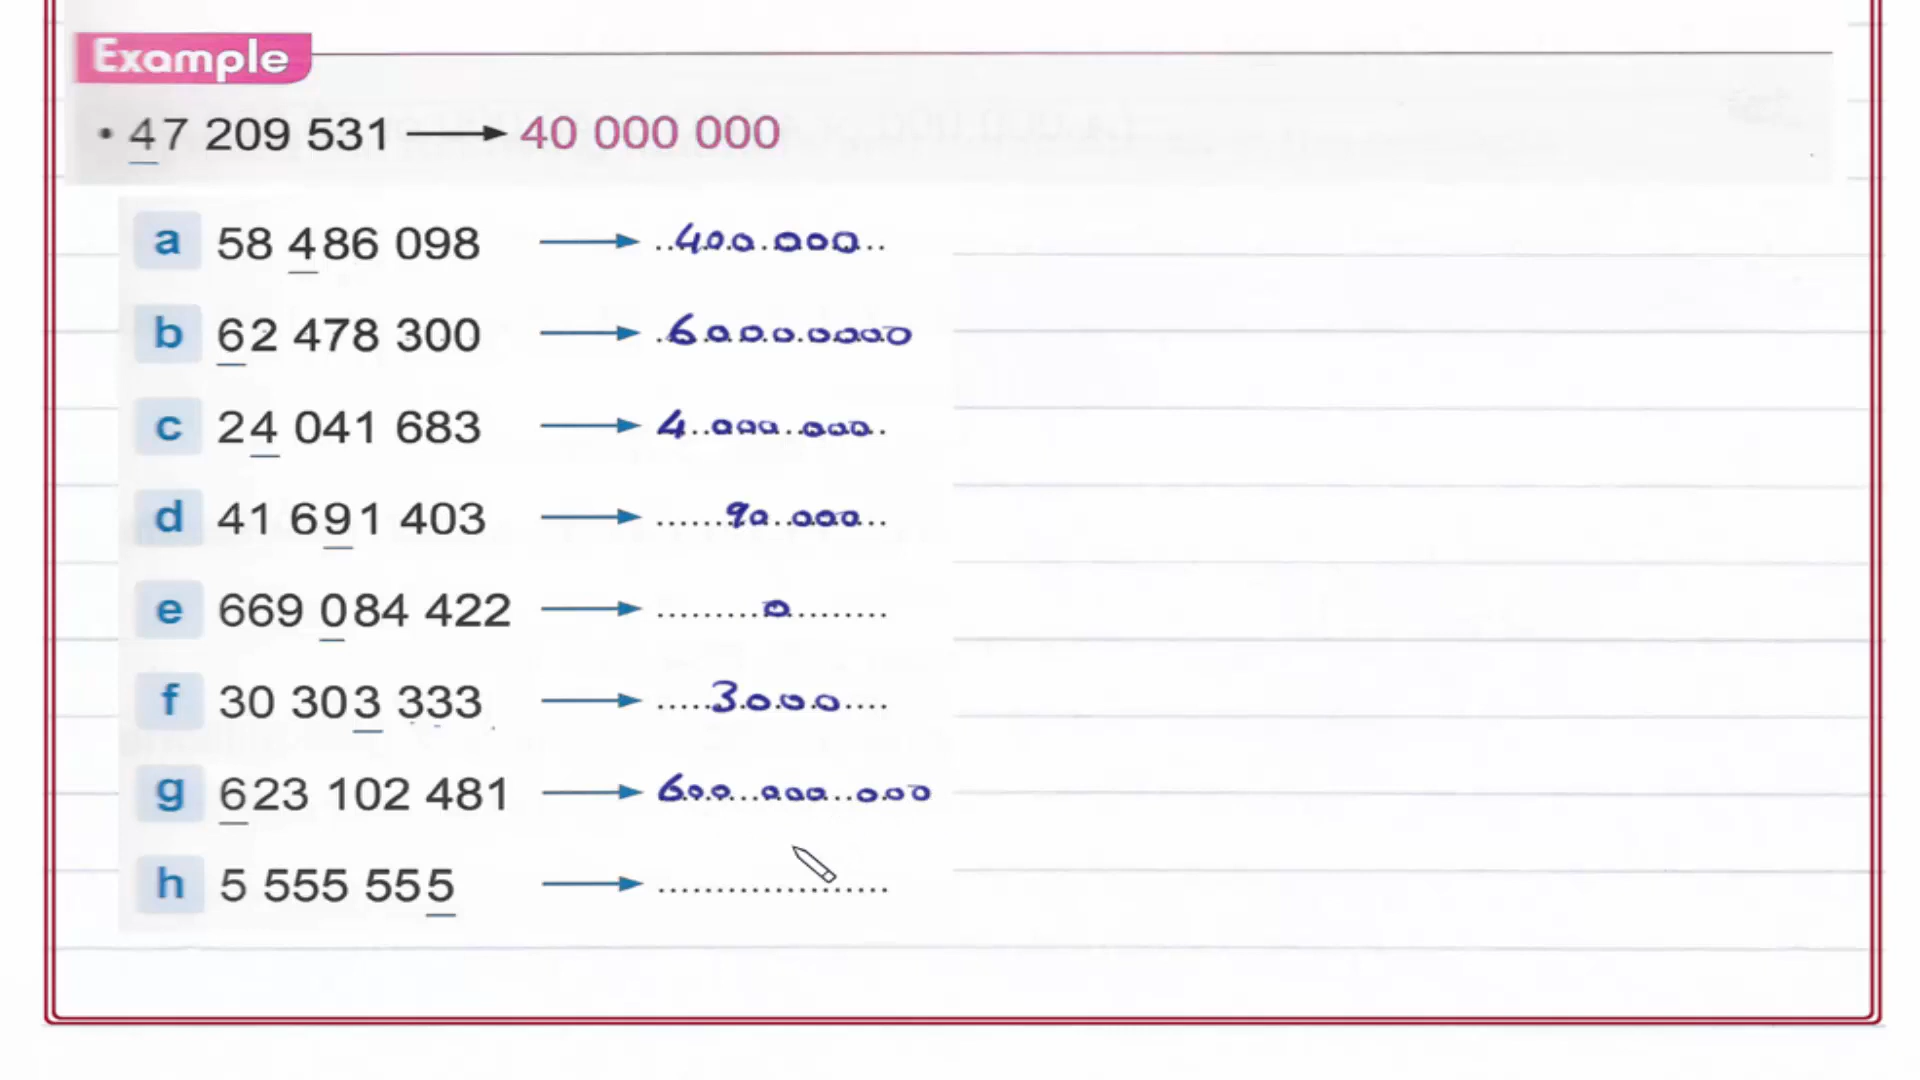 Example
• 47 209 531 → 40 000 000
a 58 486 098 → ..400.000..
b 62 478 300 → .60000000
c 24 041 683 → 4..000..000.
d 41 691 403 → ......90..000..
e 669 084 422 → ........0.........
f 30 303 333 → .....3000....
g 623 102 481 → 600...000..000
h 5 555 555 → ....................